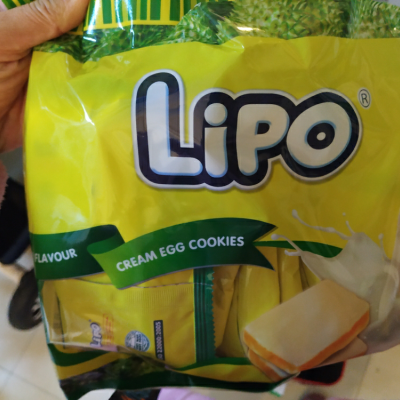 LiPO
®
FLAVOUR
CREAM EGG COOKIES